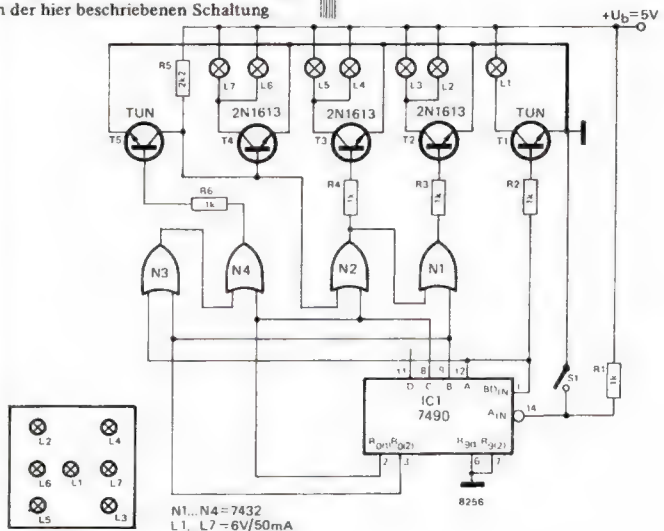 n der hier beschriebenen Schaltung
+Ub=5V
R5
2k2
L7
L6
L5
L4
L3
L2
L1
TUN
2N1613
2N1613
2N1613
TUN
T5
T4
T3
T2
T1
R6
1k
R4
1k
R3
1k
R2
1k
N3
N4
N2
N1
R1
1k
S1
11
8
9
12
D
C
B
A
BDIN
1
IC1
7490
AIN
14
R0(1)
R0(2)
R9(1)
R9(2)
2
3
6
7
8256
L2
L4
L6
L1
L7
L5
L3
N1...N4=7432
L1. L7=6V/50mA